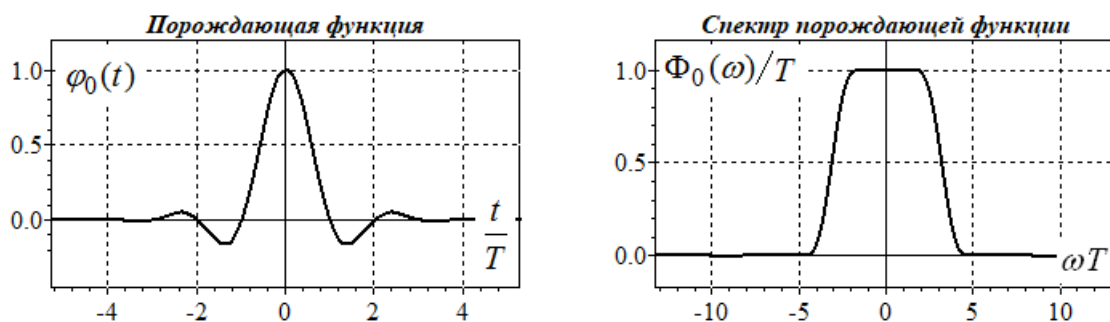 Порождающая функция
φ₀(t)
1.0
0.5
0.0
t/T
-4 -2 0 2 4
Спектр порождающей функции
Φ₀(ω)/T
1.0
0.5
0.0
ωT
-10 -5 0 5 10